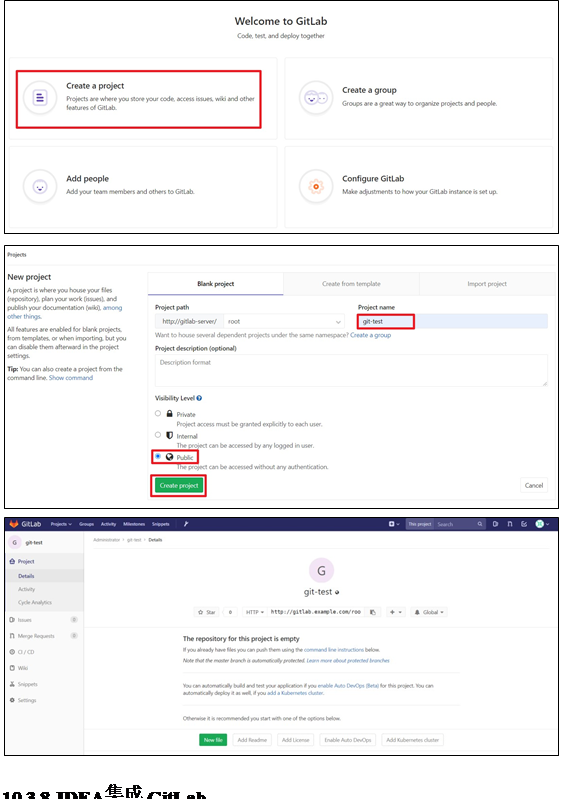 Welcome to GitLab
Code, test, and deploy together
Create a project
Projects are where you store your code, access issues, wiki and other
features of GitLab.
Create a group
Groups are a great way to organize projects and people.
Add people
Add your team members and others to GitLab.
Configure GitLab
Make adjustments to how your GitLab instance is set up.
Projects
New project
A project is where you house your files
(repository), plan your work (issues), and
publish your documentation (wiki), among
other things.
All features are enabled for blank projects,
from templates, or when importing, but you
can disable them afterward in the project
settings.
Tip: You can also create a project from the
command line. Show command
Blank project
Create from template
Import project
Project path
Project name
http://gitlab-server/
root
git-test
Want to house several dependent projects under the same namespace? Create a group
Project description (optional)
Description format
Visibility Level
Private
Project access must be granted explicitly to each user.
Internal
The project can be accessed by any logged in user.
Public
The project can be accessed without any authentication.
Create project
Cancel
GitLab
Projects
Groups
Activity
Milestones
Snippets
This project
Search
G
git-test
Administrator › git-test › Details
Project
Details
Activity
Cycle Analytics
Issues 0
Merge Requests 0
CI / CD
Wiki
Snippets
Settings
G
git-test
Star
0
HTTP
http://gitlab.example.com/roo
Global
The repository for this project is empty
If you already have files you can push them using the command line instructions below.
Note that the master branch is automatically protected. Learn more about protected branches
You can automatically build and test your application if you enable Auto DevOps (Beta) for this project. You can
automatically deploy it as well, if you add a Kubernetes cluster.
Otherwise it is recommended you start with one of the options below.
New file
Add Readme
Add License
Enable Auto DevOps
Add Kubernetes cluster
10.3.8 IDEA集成 GitLab